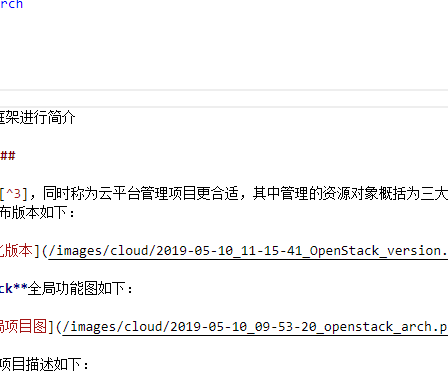 rch
框架进行简介
##
[^3]，同时称为云平台管理项目更合适，其中管理的资源对象概括为三大
布版本如下：
化版本](/images/cloud/2019-05-10_11-15-41_OpenStack_version.
ck**全局功能图如下：
局项目图](/images/cloud/2019-05-10_09-53-20_openstack_arch.p
项目描述如下：